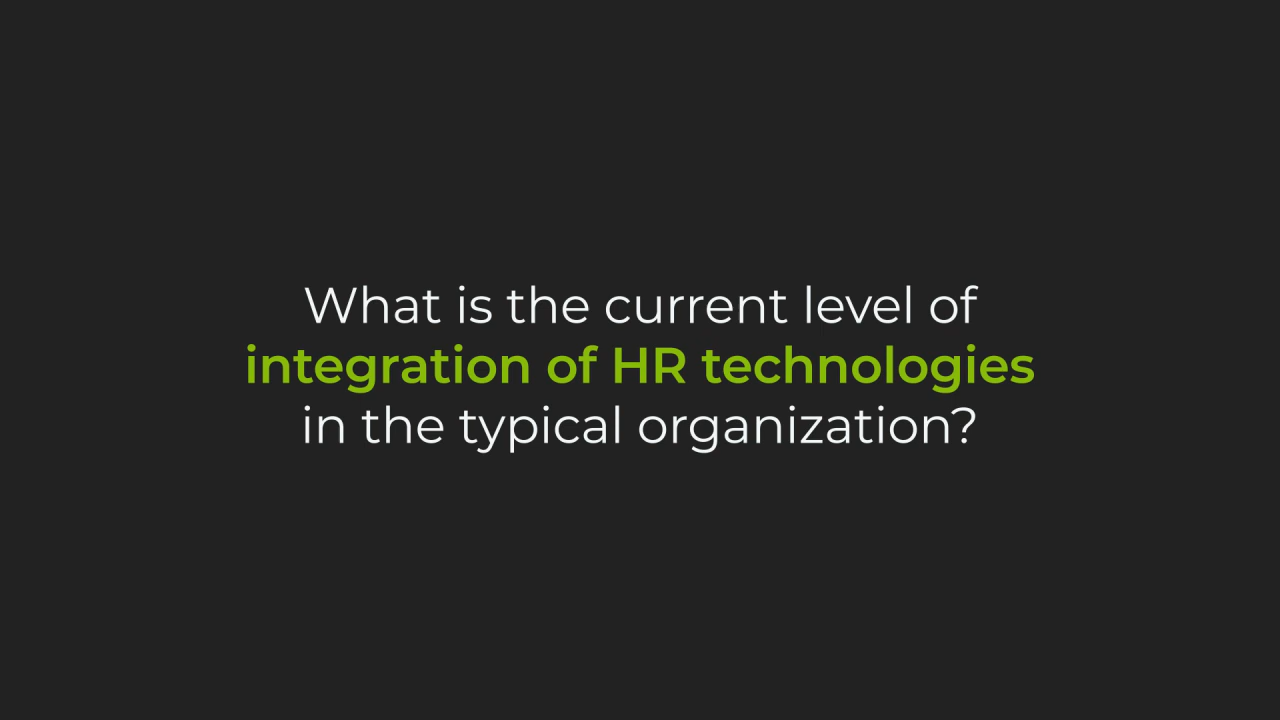 What is the current level of
integration of HR technologies
in the typical organization?